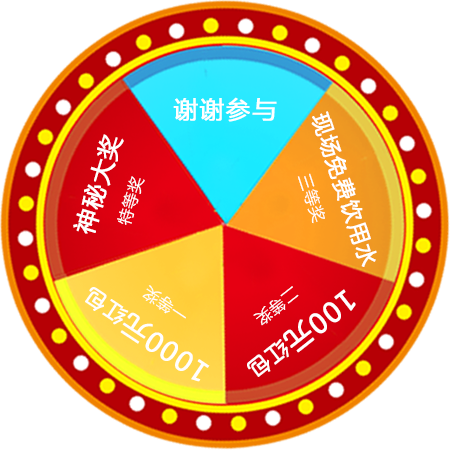 谢谢参与
现场免费饮用水
三等奖
100元红包
二等奖
1000元红包
一等奖
神秘大奖
特等奖